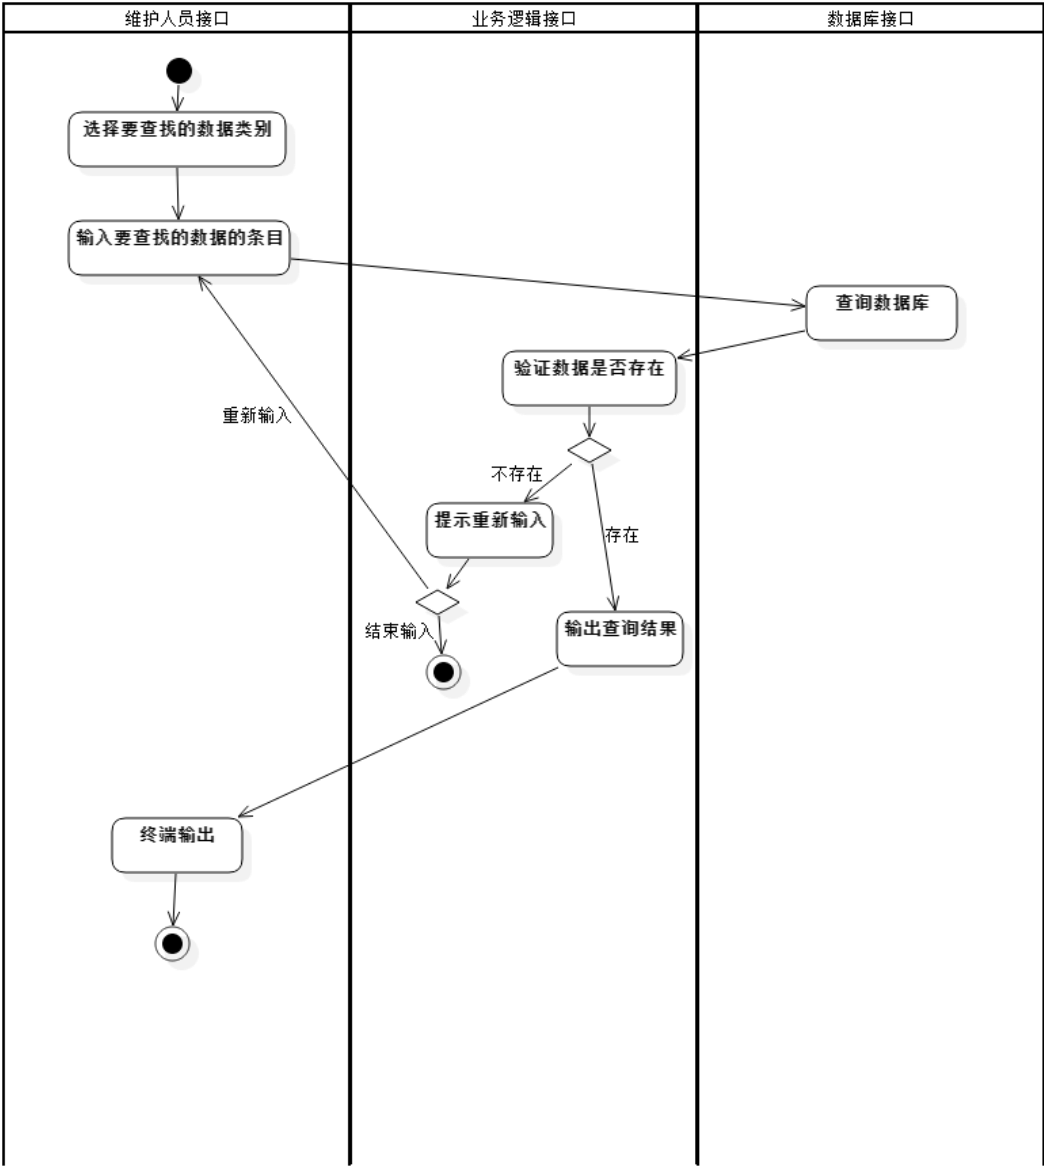 维护人员接口
业务逻辑接口
数据库接口
选择要查找的数据类别
输入要查找的数据的条目
查询数据库
验证数据是否存在
重新输入
不存在
提示重新输入
存在
结束输入
输出查询结果
终端输出